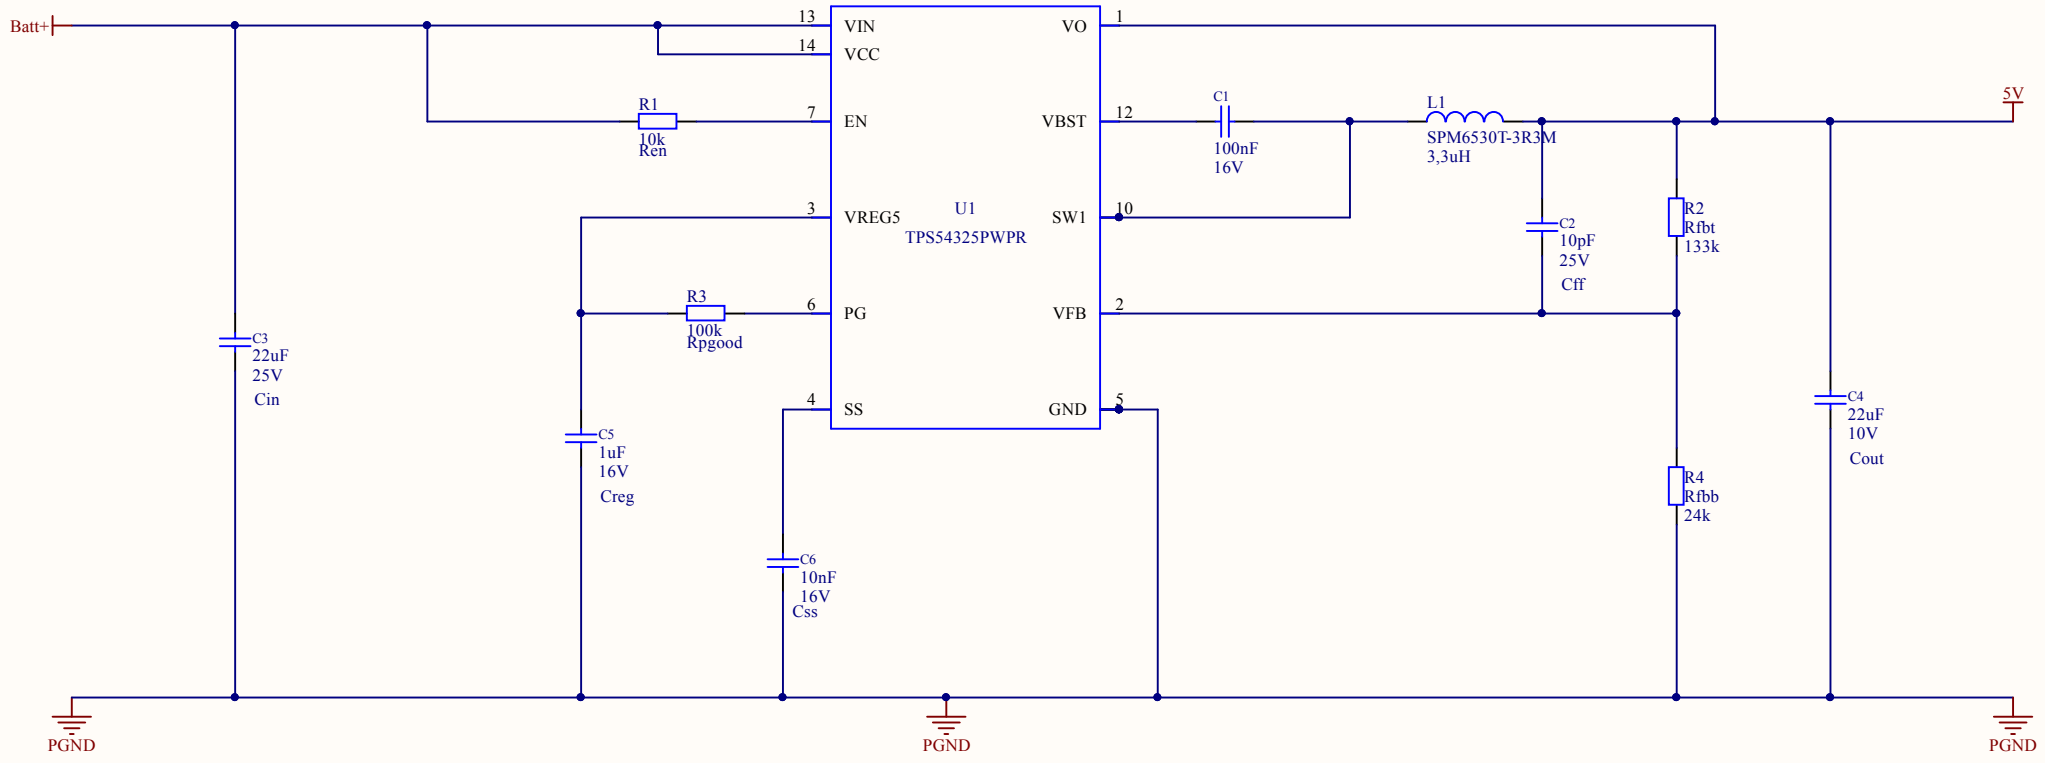 Batt+
13
VIN
14
VCC
7
EN
3
VREG5
6
PG
4
SS
VO
1
VBST
12
SW1
10
VFB
2
GND
5
U1
TPS54325PWPR
R1
10k
Ren
R3
100k
Rpgood
C3
22uF
25V
Cin
C5
1uF
16V
Creg
C6
10nF
16V
Css
C1
100nF
16V
L1
SPM6530T-3R3M
3,3uH
C2
10pF
25V
Cff
R2
Rfbt
133k
R4
Rfbb
24k
5V
C4
22uF
10V
Cout
PGND
PGND
PGND